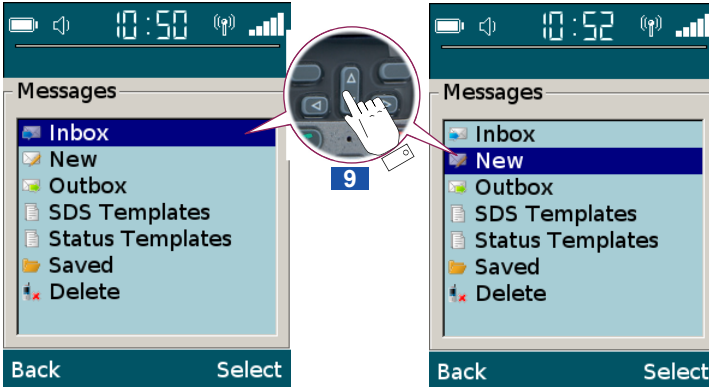 10:50
Messages
Inbox
New
Outbox
SDS Templates
Status Templates
Saved
Delete
Back Select
9
10:52
Messages
Inbox
New
Outbox
SDS Templates
Status Templates
Saved
Delete
Back Select